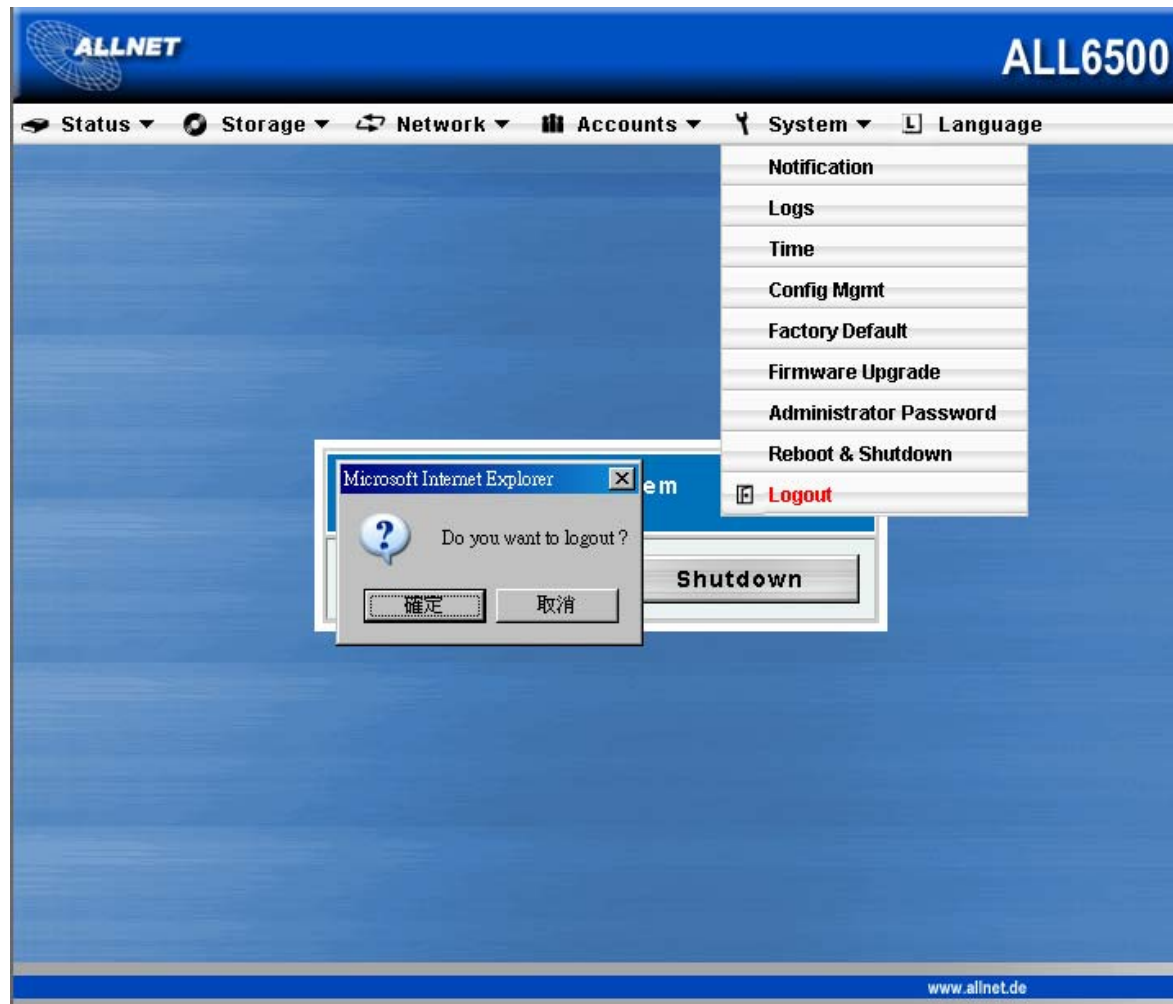 ALLNET
ALL6500
Status Storage Network Accounts System L Language
Notification
Logs
Time
Config Mgmt
Factory Default
Firmware Upgrade
Administrator Password
Reboot & Shutdown
Logout
Microsoft Internet Explorer
em
Do you want to logout ?
確定 取消
Shutdown
www.allnet.de